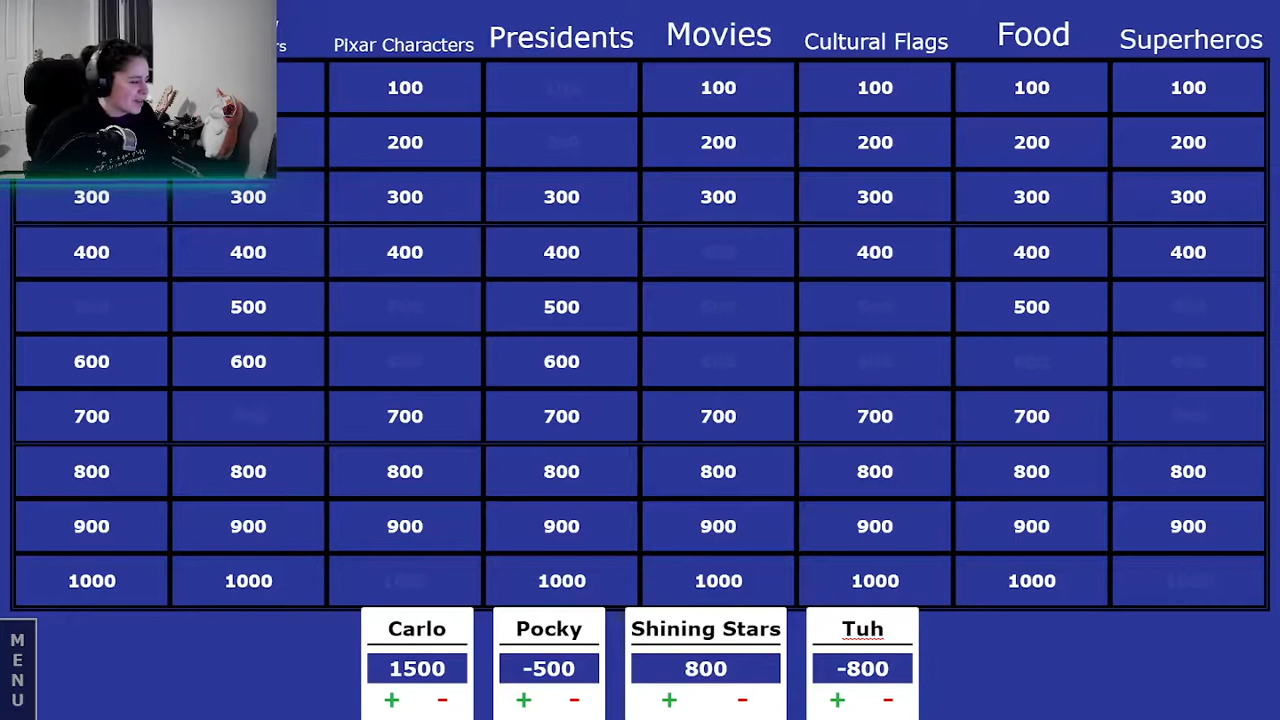 Pixar Characters Presidents Movies Cultural Flags Food Superheros
100 100 100 100 100
200 200 200 200 200
300 300 300 300 300 300 300 300
400 400 400 400 400 400 400
500 500 500
600 600 600
700 700 700 700 700 700
800 800 800 800 800 800 800 800
900 900 900 900 900 900 900 900
1000 1000 1000 1000 1000 1000
Carlo Pocky Shining Stars Tuh
1500 -500 800 -800
+ - + - + - + -
MENU